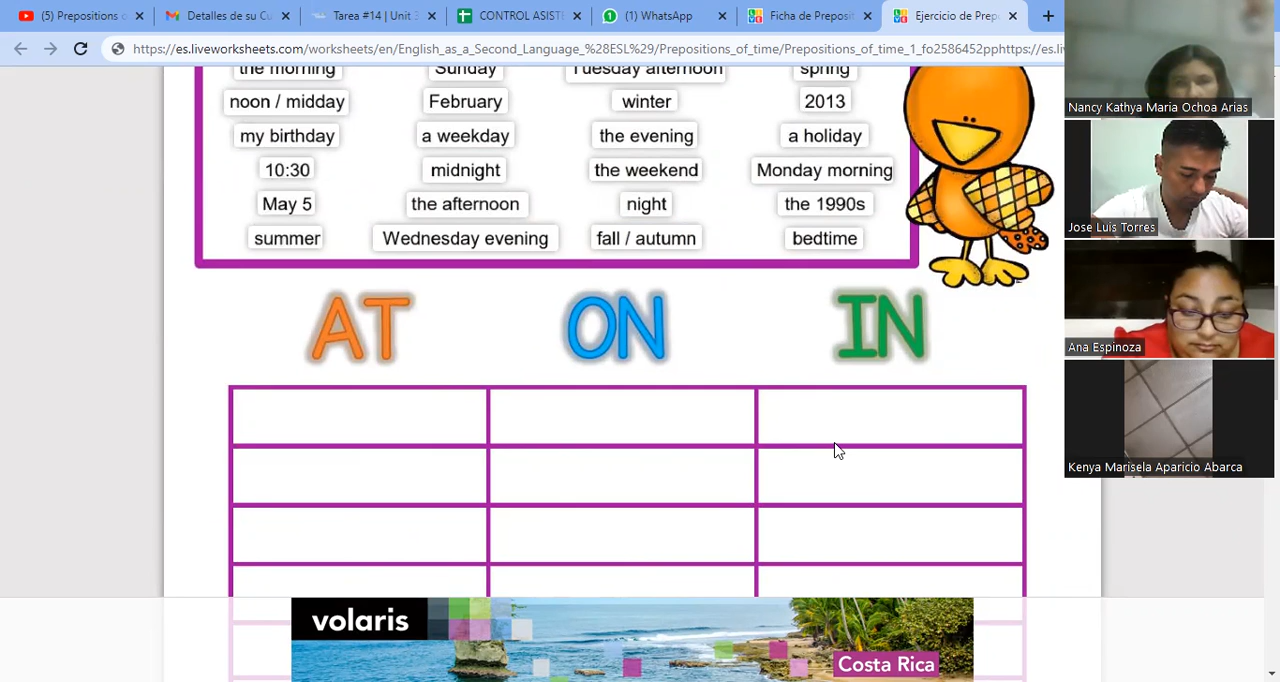 (5) Prepositions o
Detalles de su Cu
Tarea #14 | Unit 3
CONTROL ASIST
(1) WhatsApp
Ficha de Preposit
Ejercicio de Prep
https://es.liveworksheets.com/worksheets/en/English_as_a_Second_Language_%28ESL%29/Prepositions_of_time/Prepositions_of_time_1_fo2586452pphttps://es.li
the morning Sunday Tuesday afternoon spring
noon / midday February winter 2013
my birthday a weekday the evening a holiday
10:30 midnight the weekend Monday morning
May 5 the afternoon night the 1990s
summer Wednesday evening fall / autumn bedtime
AT ON IN
volaris
Costa Rica
Nancy Kathya Maria Ochoa Arias
Jose Luis Torres
Ana Espinoza
Kenya Marisela Aparicio Abarca